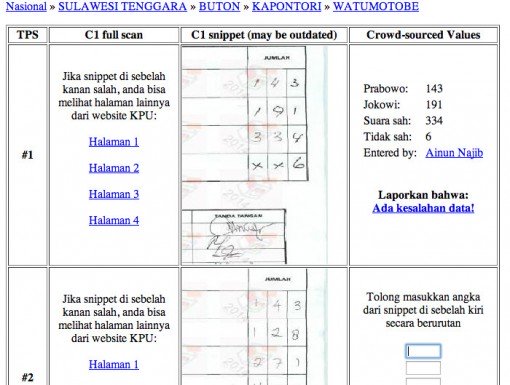 Nasional » SULAWESI TENGGARA » BUTON » KAPONTORI » WATUMOTOBE
TPS
C1 full scan
C1 snippet (may be outdated)
Crowd-sourced Values
#1
Jika snippet di sebelah
kanan salah, anda bisa
melihat halaman lainnya
dari website KPU:
Halaman 1
Halaman 2
Halaman 3
Halaman 4
JUMLAH
1 4 3
1 9 1
3 3 4
x x 6
TANDA TANGAN
Prabowo: 143
Jokowi: 191
Suara sah: 334
Tidak sah: 6
Entered by: Ainun Najib
Laporkan bahwa:
Ada kesalahan data!
#2
Jika snippet di sebelah
kanan salah, anda bisa
melihat halaman lainnya
dari website KPU:
Halaman 1
JUMLAH
1 4 3
1 2 8
2 7 1
Tolong masukkan angka
dari snippet di sebelah kiri
secara berurutan